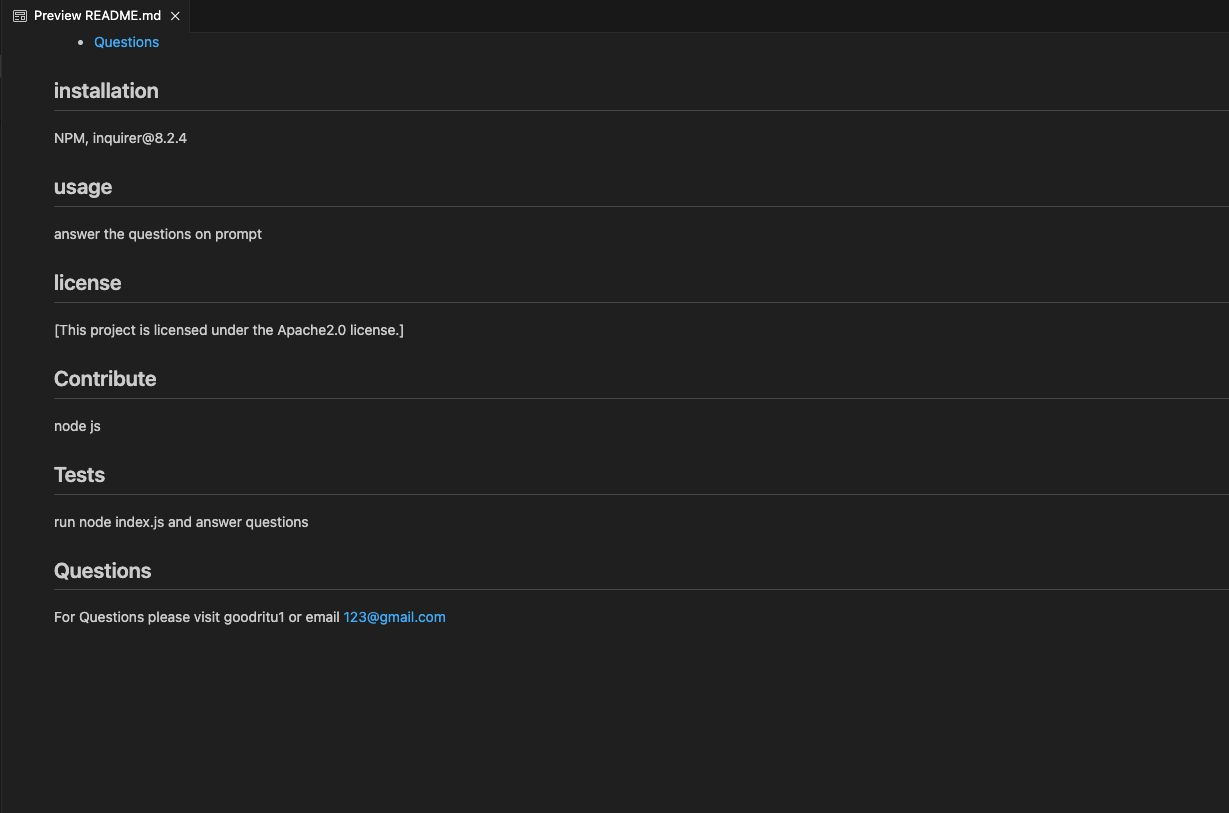 Preview README.md
Questions
installation
NPM, inquirer@8.2.4
usage
answer the questions on prompt
license
[This project is licensed under the Apache2.0 license.]
Contribute
node js
Tests
run node index.js and answer questions
Questions
For Questions please visit goodritu1 or email 123@gmail.com